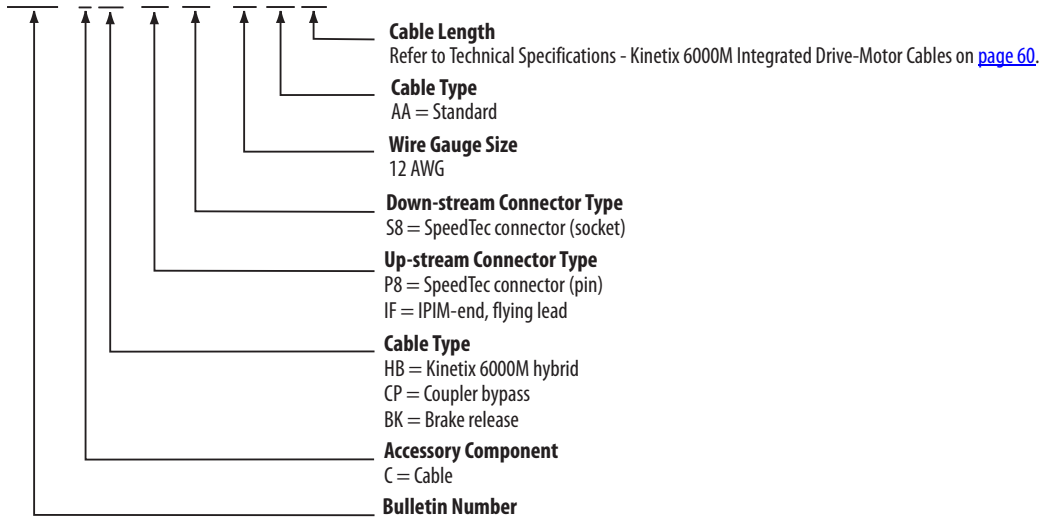 Cable Length
Refer to Technical Specifications - Kinetix 6000M Integrated Drive-Motor Cables on page 60.
Cable Type
AA = Standard
Wire Gauge Size
12 AWG
Down-stream Connector Type
S8 = SpeedTec connector (socket)
Up-stream Connector Type
P8 = SpeedTec connector (pin)
IF = IPIM-end, flying lead
Cable Type
HB = Kinetix 6000M hybrid
CP = Coupler bypass
BK = Brake release
Accessory Component
C = Cable
Bulletin Number